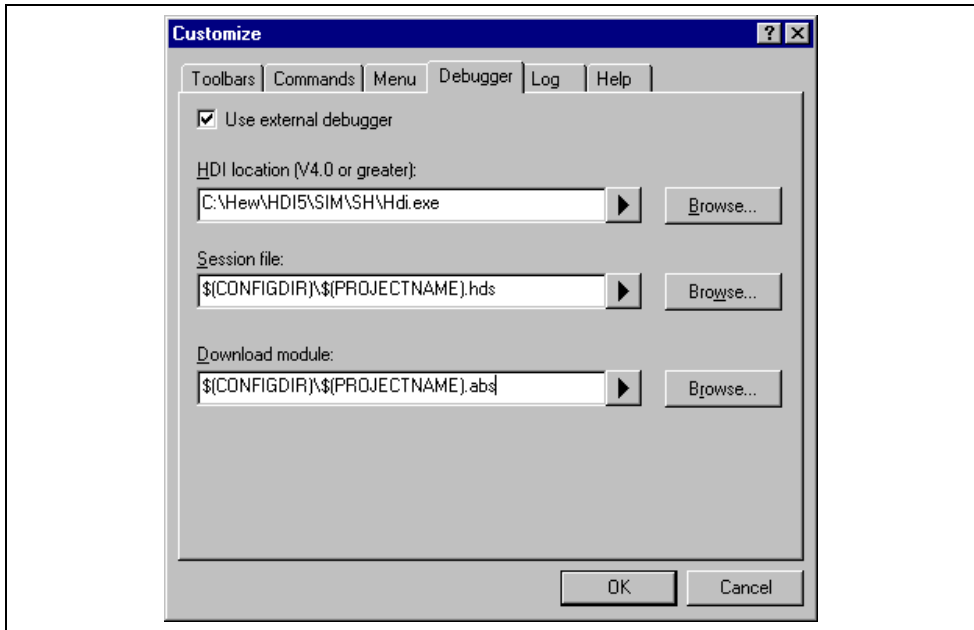 Customize
Toolbars Commands Menu Debugger Log Help
Use external debugger
HDI location (V4.0 or greater):
C:\Hew\HDI5\SIM\SH\Hdi.exe Browse...
Session file:
$(CONFIGDIR)\$(PROJECTNAME).hds Browse...
Download module:
$(CONFIGDIR)\$(PROJECTNAME).abs Browse...
OK Cancel